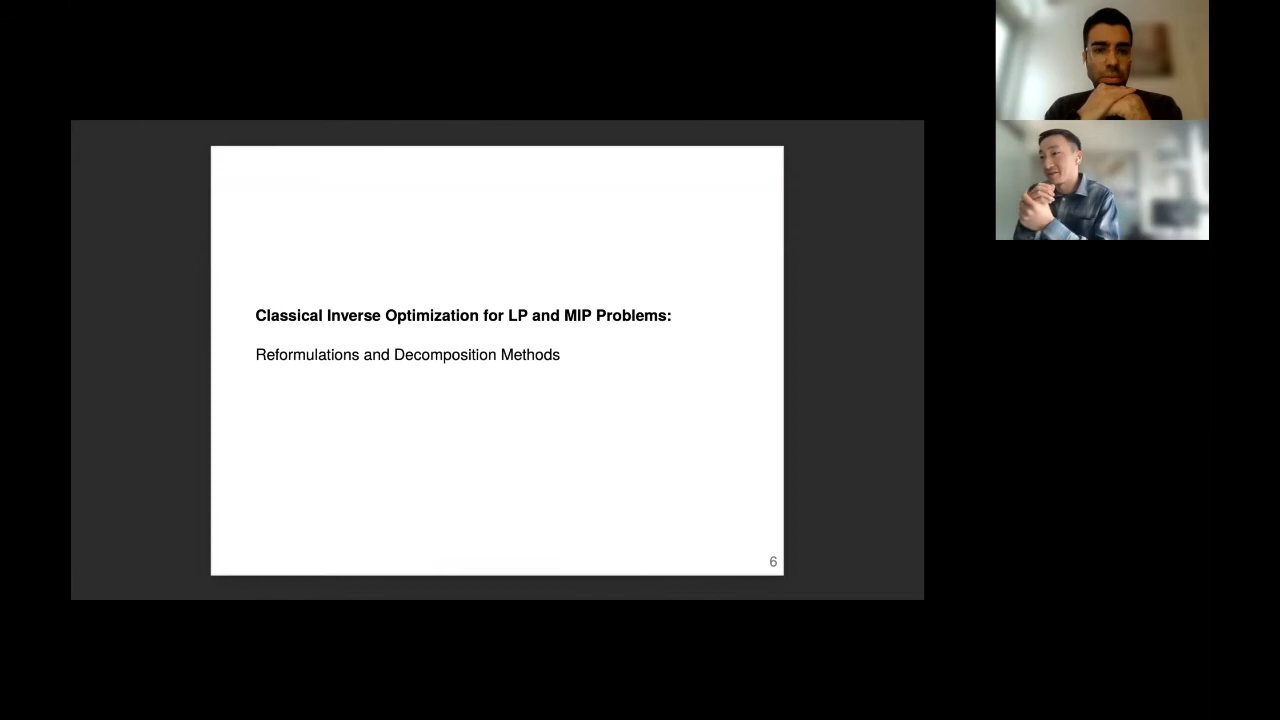 Classical Inverse Optimization for LP and MIP Problems:
Reformulations and Decomposition Methods
6